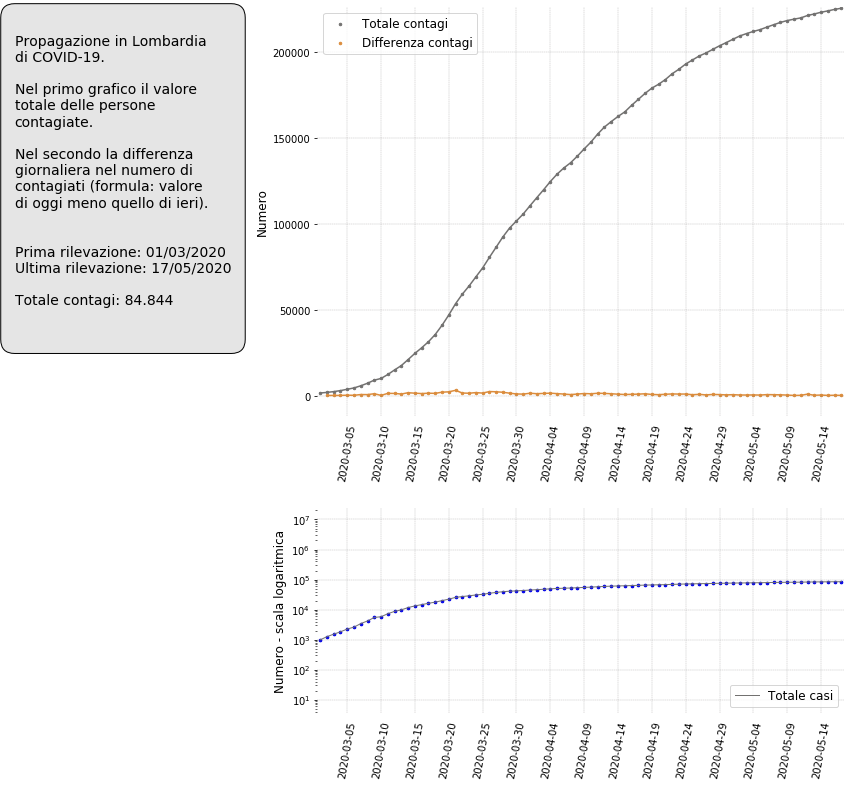 Propagazione in Lombardia
di COVID-19.
Nel primo grafico il valore
totale delle persone
contagiate.
Nel secondo la differenza
giornaliera nel numero di
contagiati (formula: valore
di oggi meno quello di ieri).
Prima rilevazione: 01/03/2020
Ultima rilevazione: 17/05/2020
Totale contagi: 84.844
Totale contagi
Differenza contagi
Numero
200000
150000
100000
50000
0
2020-03-05
2020-03-10
2020-03-15
2020-03-20
2020-03-25
2020-03-30
2020-04-04
2020-04-09
2020-04-14
2020-04-19
2020-04-24
2020-04-29
2020-05-04
2020-05-09
2020-05-14
Numero - scala logaritmica
10⁷
10⁶
10⁵
10⁴
10³
10²
10¹
Totale casi
2020-03-05
2020-03-10
2020-03-15
2020-03-20
2020-03-25
2020-03-30
2020-04-04
2020-04-09
2020-04-14
2020-04-19
2020-04-24
2020-04-29
2020-05-04
2020-05-09
2020-05-14